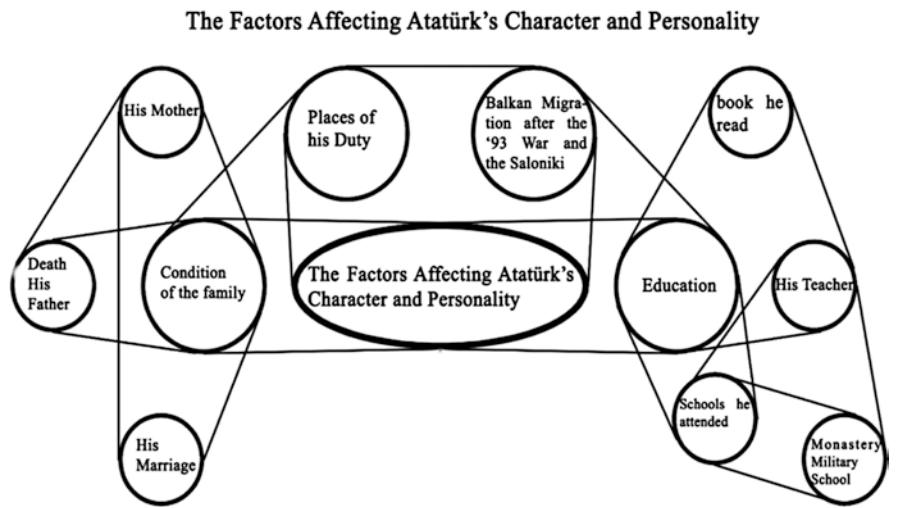 The Factors Affecting Atatürk's Character and Personality
His Mother
Places of
his Duty
Balkan Migra-
tion after the
'93 War and
the Saloniki
book he
read
Death
His
Father
Condition
of the family
The Factors Affecting Atatürk's
Character and Personality
Education
His Teacher
Schools he
attended
His
Marriage
Monastery
Military
School